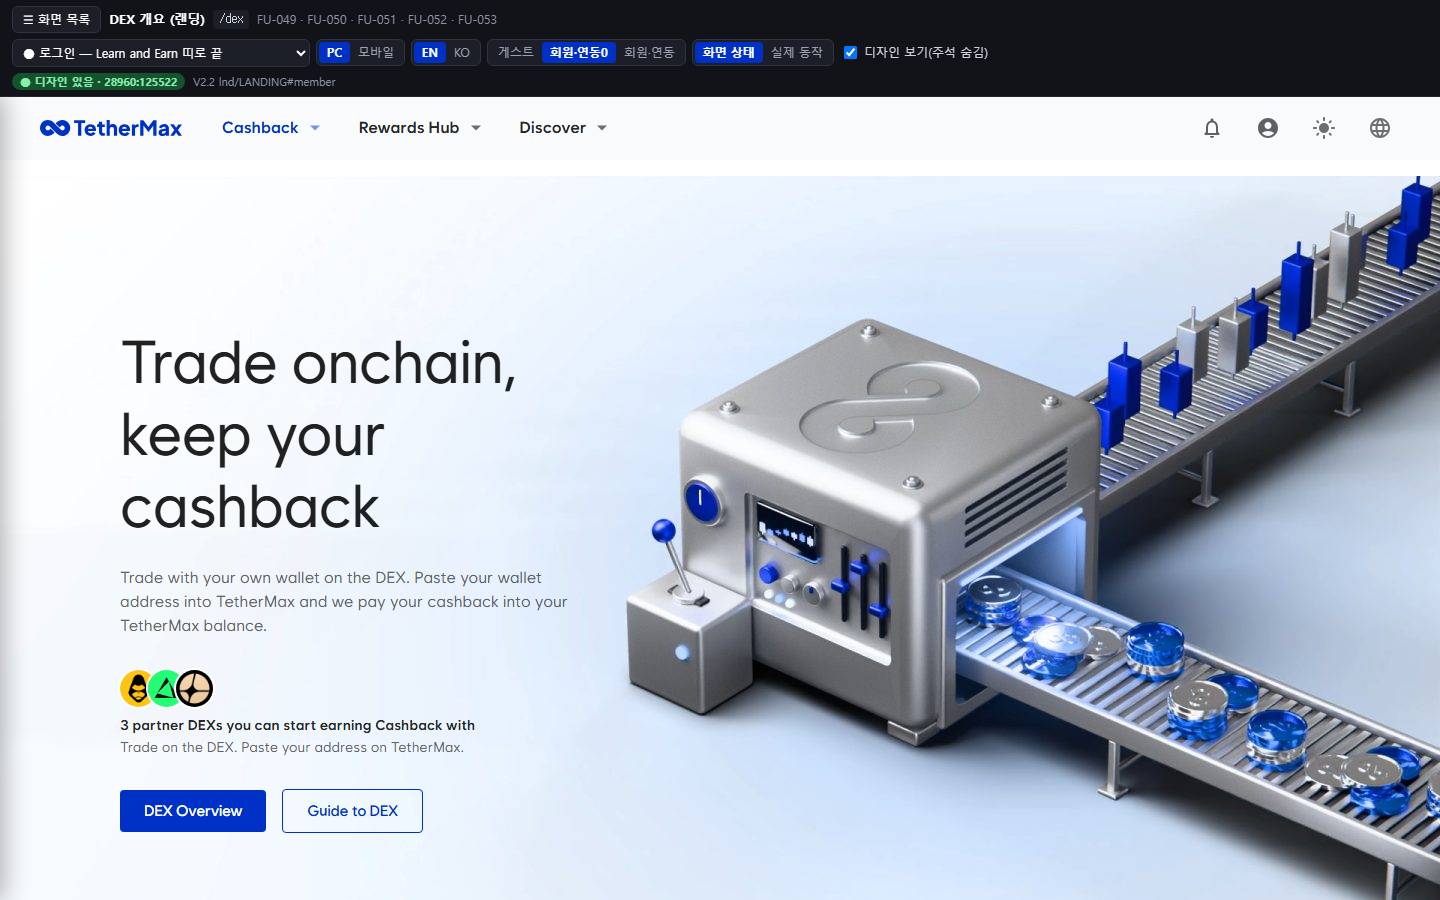 ☰ 화면 목록 DEX 개요 (랜딩) /dex FU-049 · FU-050 · FU-051 · FU-052 · FU-053
● 로그인 — Learn and Earn 띠로 끝 PC 모바일 EN KO 게스트 회원·연동0 회원·연동 화면 상태 실제 동작 디자인 보기(주석 숨김)
● 디자인 있음 · 28960:125522 V2.2 lnd/LANDING#member
TetherMax Cashback Rewards Hub Discover
Trade onchain,
keep your
cashback
Trade with your own wallet on the DEX. Paste your wallet
address into TetherMax and we pay your cashback into your
TetherMax balance.
3 partner DEXs you can start earning Cashback with
Trade on the DEX. Paste your address on TetherMax.
DEX Overview Guide to DEX